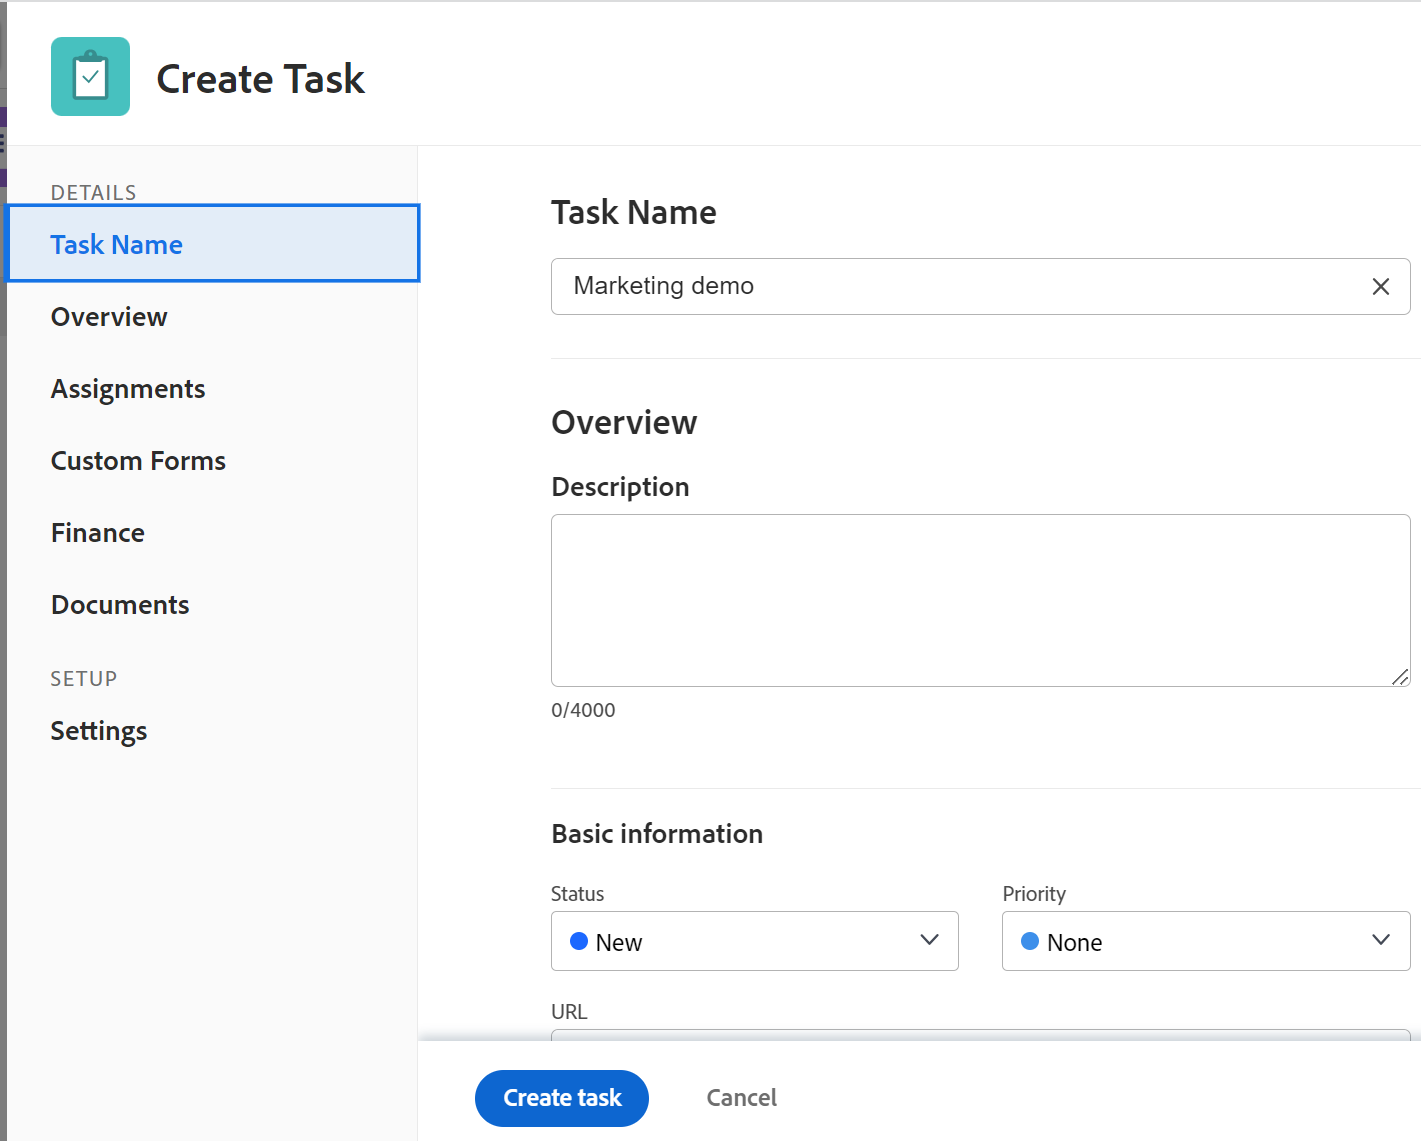 Create Task
DETAILS
Task Name
Overview
Assignments
Custom Forms
Finance
Documents
SETUP
Settings
Task Name
Marketing demo
Overview
Description
0/4000
Basic information
Status
Priority
New
None
URL
Create task
Cancel